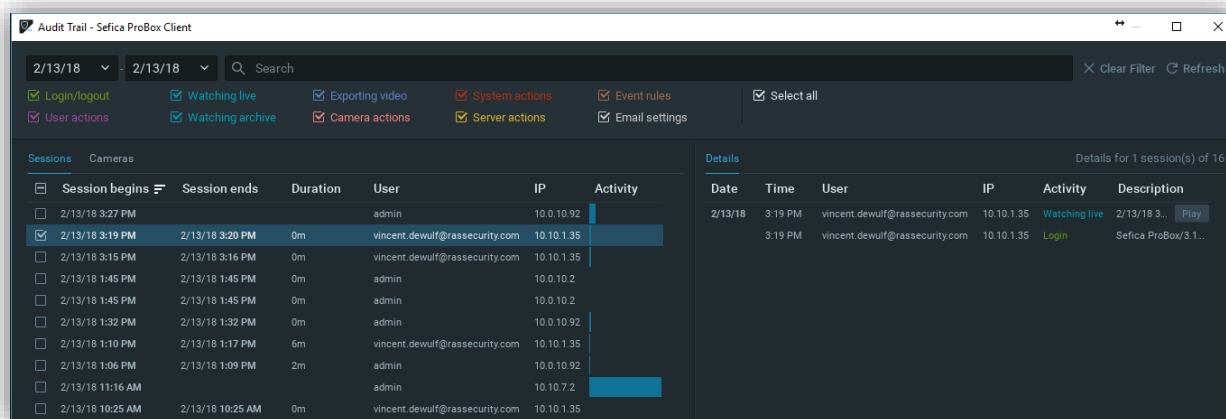 Audit Trail - Sefica ProBox Client
2/13/18 - 2/13/18 Search Clear Filter Refresh
Login/logout Watching live Exporting video System actions Event rules Select all
User actions Watching archive Camera actions Server actions Email settings
Sessions Cameras
Session begins Session ends Duration User IP Activity
2/13/18 3:27 PM admin 10.0.10.92
2/13/18 3:19 PM 2/13/18 3:20 PM 0m vincent.dewulf@rassecurity.com 10.10.1.35
2/13/18 3:15 PM 2/13/18 3:16 PM 0m vincent.dewulf@rassecurity.com 10.10.1.35
2/13/18 1:45 PM 2/13/18 1:45 PM 0m admin 10.0.10.2
2/13/18 1:45 PM 2/13/18 1:45 PM 0m admin 10.0.10.2
2/13/18 1:32 PM 2/13/18 1:32 PM 0m admin 10.0.10.92
2/13/18 1:10 PM 2/13/18 1:17 PM 6m vincent.dewulf@rassecurity.com 10.10.1.35
2/13/18 1:06 PM 2/13/18 1:09 PM 2m admin 10.0.10.92
2/13/18 11:16 AM admin 10.10.7.2
2/13/18 10:25 AM 2/13/18 10:25 AM 0m vincent.dewulf@rassecurity.com 10.10.1.35
Details Details for 1 session(s) of 16
Date Time User IP Activity Description
2/13/18 3:19 PM vincent.dewulf@rassecurity.com 10.10.1.35 Watching live 2/13/18 3... Play
3:19 PM vincent.dewulf@rassecurity.com 10.10.1.35 Login Sefica ProBox/3.1...